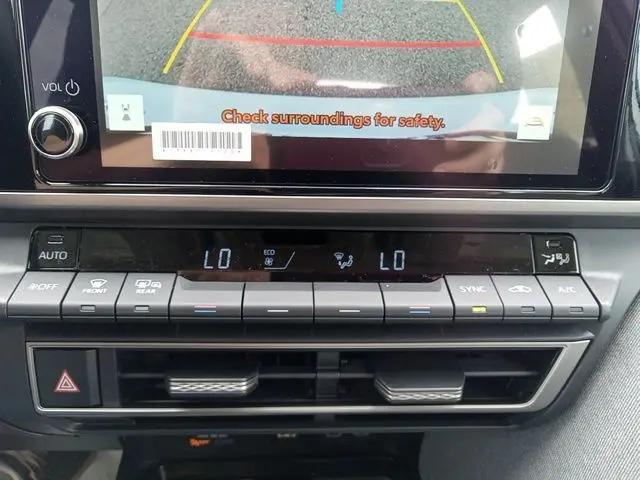 VOL
Check surroundings for safety.
AUTO
LO
ECO
LO
OFF
FRONT
REAR
SYNC
A/C